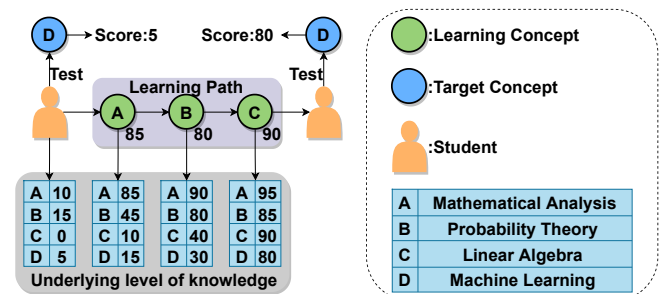 D
Score:5
Score:80
D
Test
Learning Path
Test
A
B
C
85
80
90
A 10
B 15
C 0
D 5
A 85
B 45
C 10
D 15
A 90
B 80
C 40
D 30
A 95
B 85
C 90
D 80
Underlying level of knowledge
:Learning Concept
:Target Concept
:Student
A Mathematical Analysis
B Probability Theory
C Linear Algebra
D Machine Learning